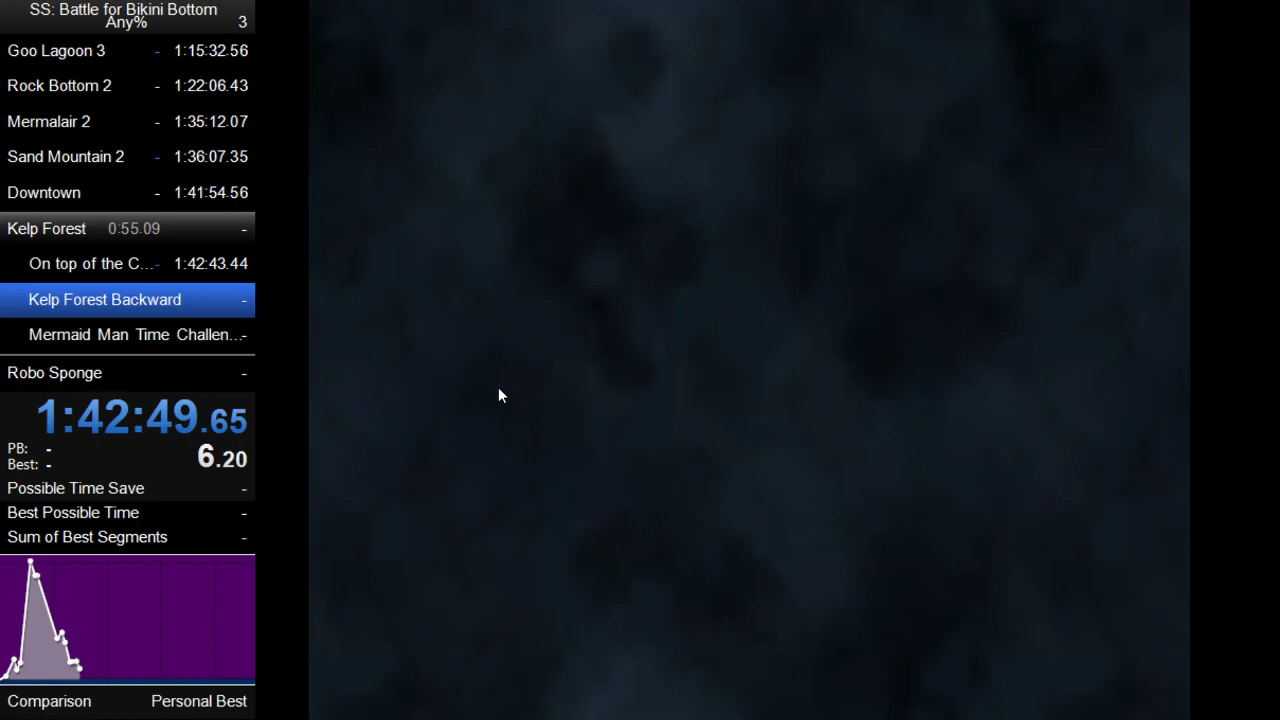 SS: Battle for Bikini Bottom
Any% 3
Goo Lagoon 3 - 1:15:32.56
Rock Bottom 2 - 1:22:06.43
Mermalair 2 - 1:35:12.07
Sand Mountain 2 - 1:36:07.35
Downtown - 1:41:54.56
Kelp Forest 0:55.09 -
On top of the C...- 1:42:43.44
Kelp Forest Backward -
Mermaid Man Time Challen...-
Robo Sponge -
1:42:49.65
PB: -
Best: - 6.20
Possible Time Save -
Best Possible Time -
Sum of Best Segments -
Comparison Personal Best